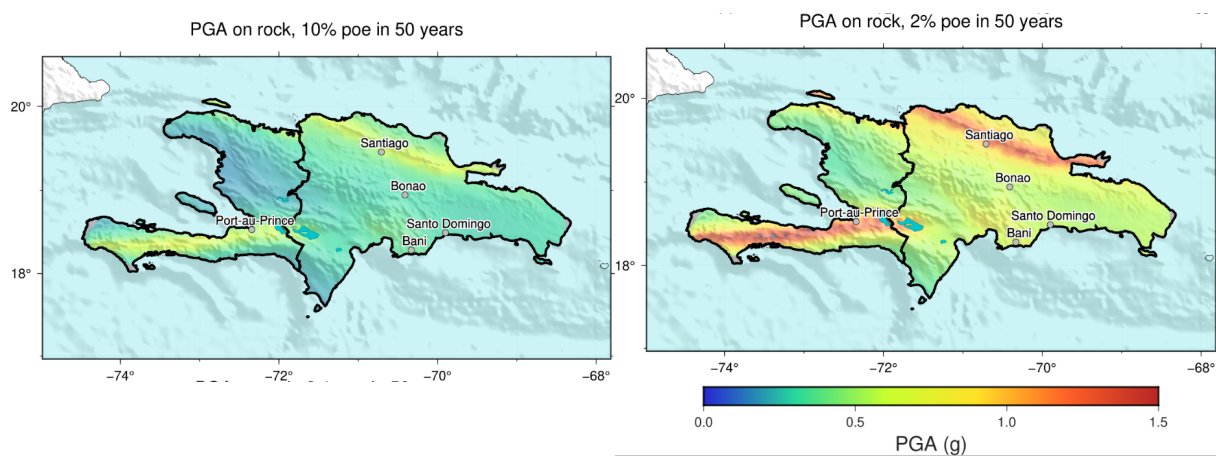 PGA on rock, 10% poe in 50 years
20°
18°
Santiago
Bonao
Port-au-Prince
Santo Domingo
Bani
−74°
−72°
−70°
−68°
PGA on rock, 2% poe in 50 years
20°
18°
Santiago
Bonao
Port-au-Prince
Santo Domingo
Bani
−74°
−72°
−70°
−68°
0.0
0.5
1.0
1.5
PGA (g)